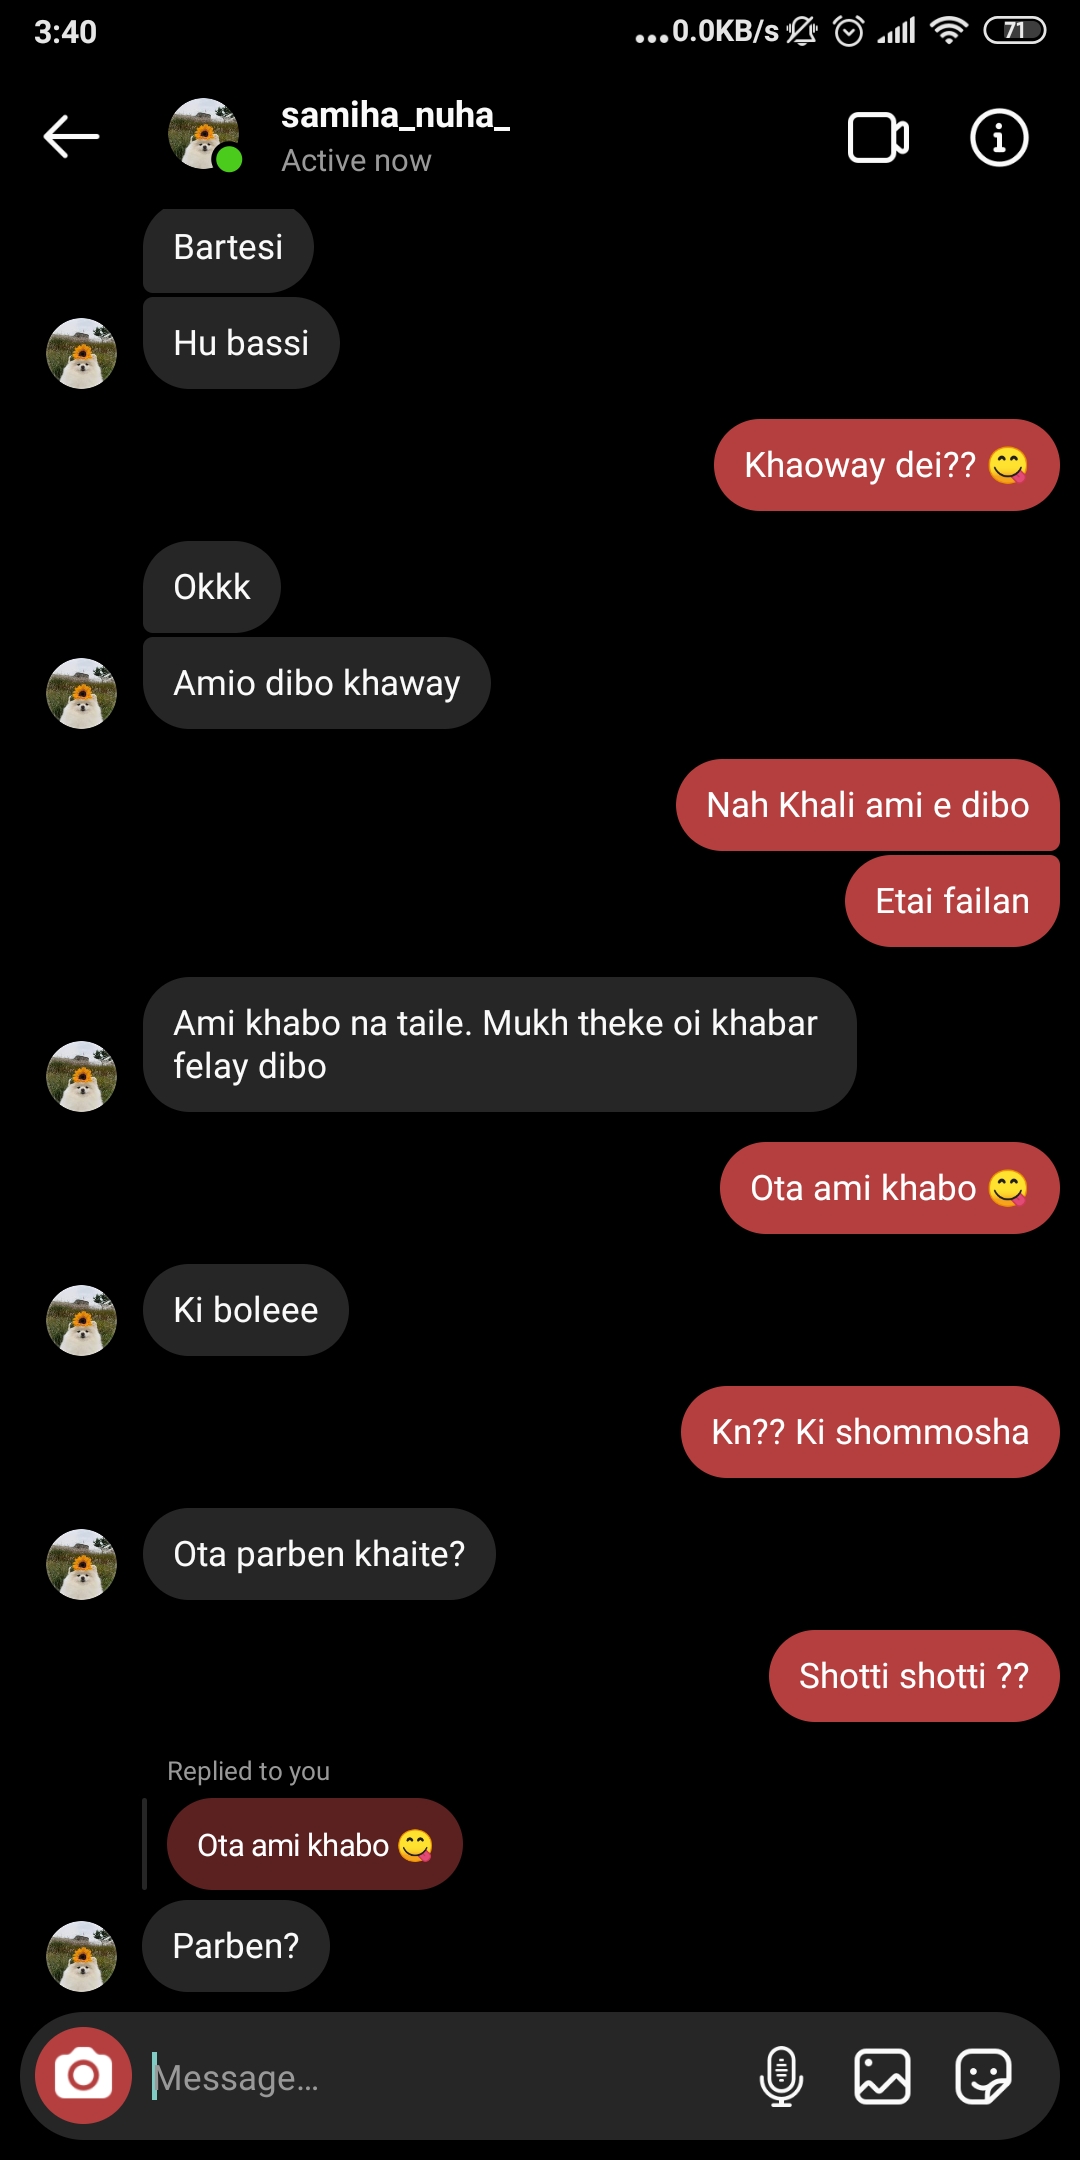 3:40
...0.0KB/s
71
samiha_nuha_
Active now
Bartesi
Hu bassi
Khaoway dei?? 😋
Okkk
Amio dibo khaway
Nah Khali ami e dibo
Etai failan
Ami khabo na taile. Mukh theke oi khabar
felay dibo
Ota ami khabo 😋
Ki boleee
Kn?? Ki shommosha
Ota parben khaite?
Shotti shotti ??
Replied to you
Ota ami khabo 😋
Parben?
Message...